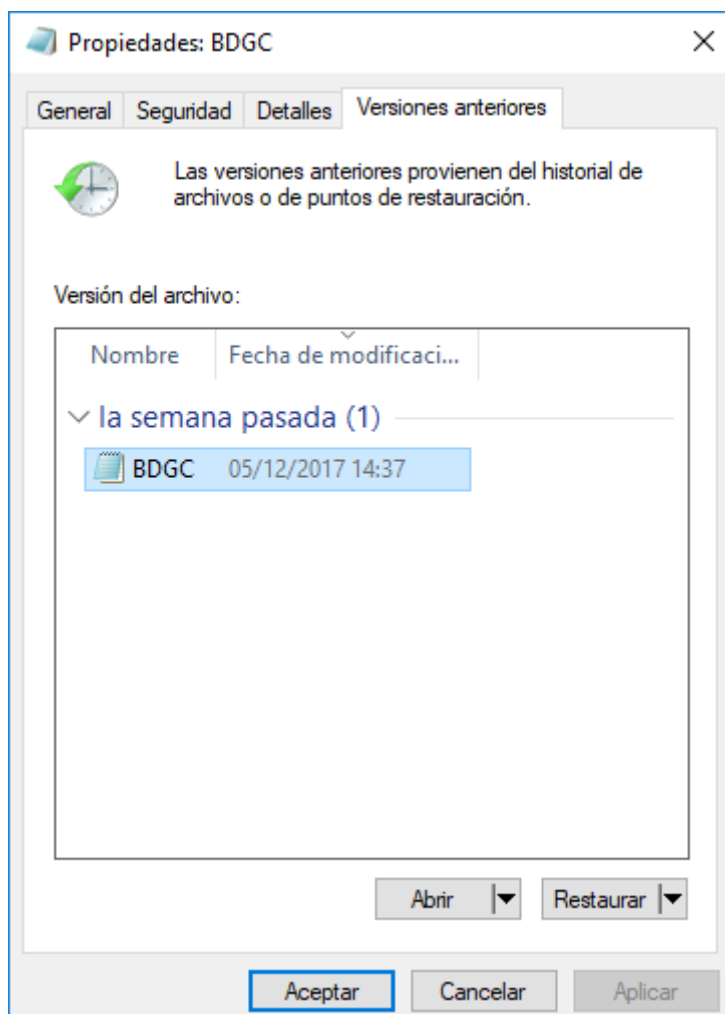 Propiedades: BDGC
General Seguridad Detalles Versiones anteriores
Las versiones anteriores provienen del historial de
archivos o de puntos de restauración.
Versión del archivo:
Nombre Fecha de modificaci...
la semana pasada (1)
BDGC 05/12/2017 14:37
Abrir Restaurar
Aceptar Cancelar Aplicar